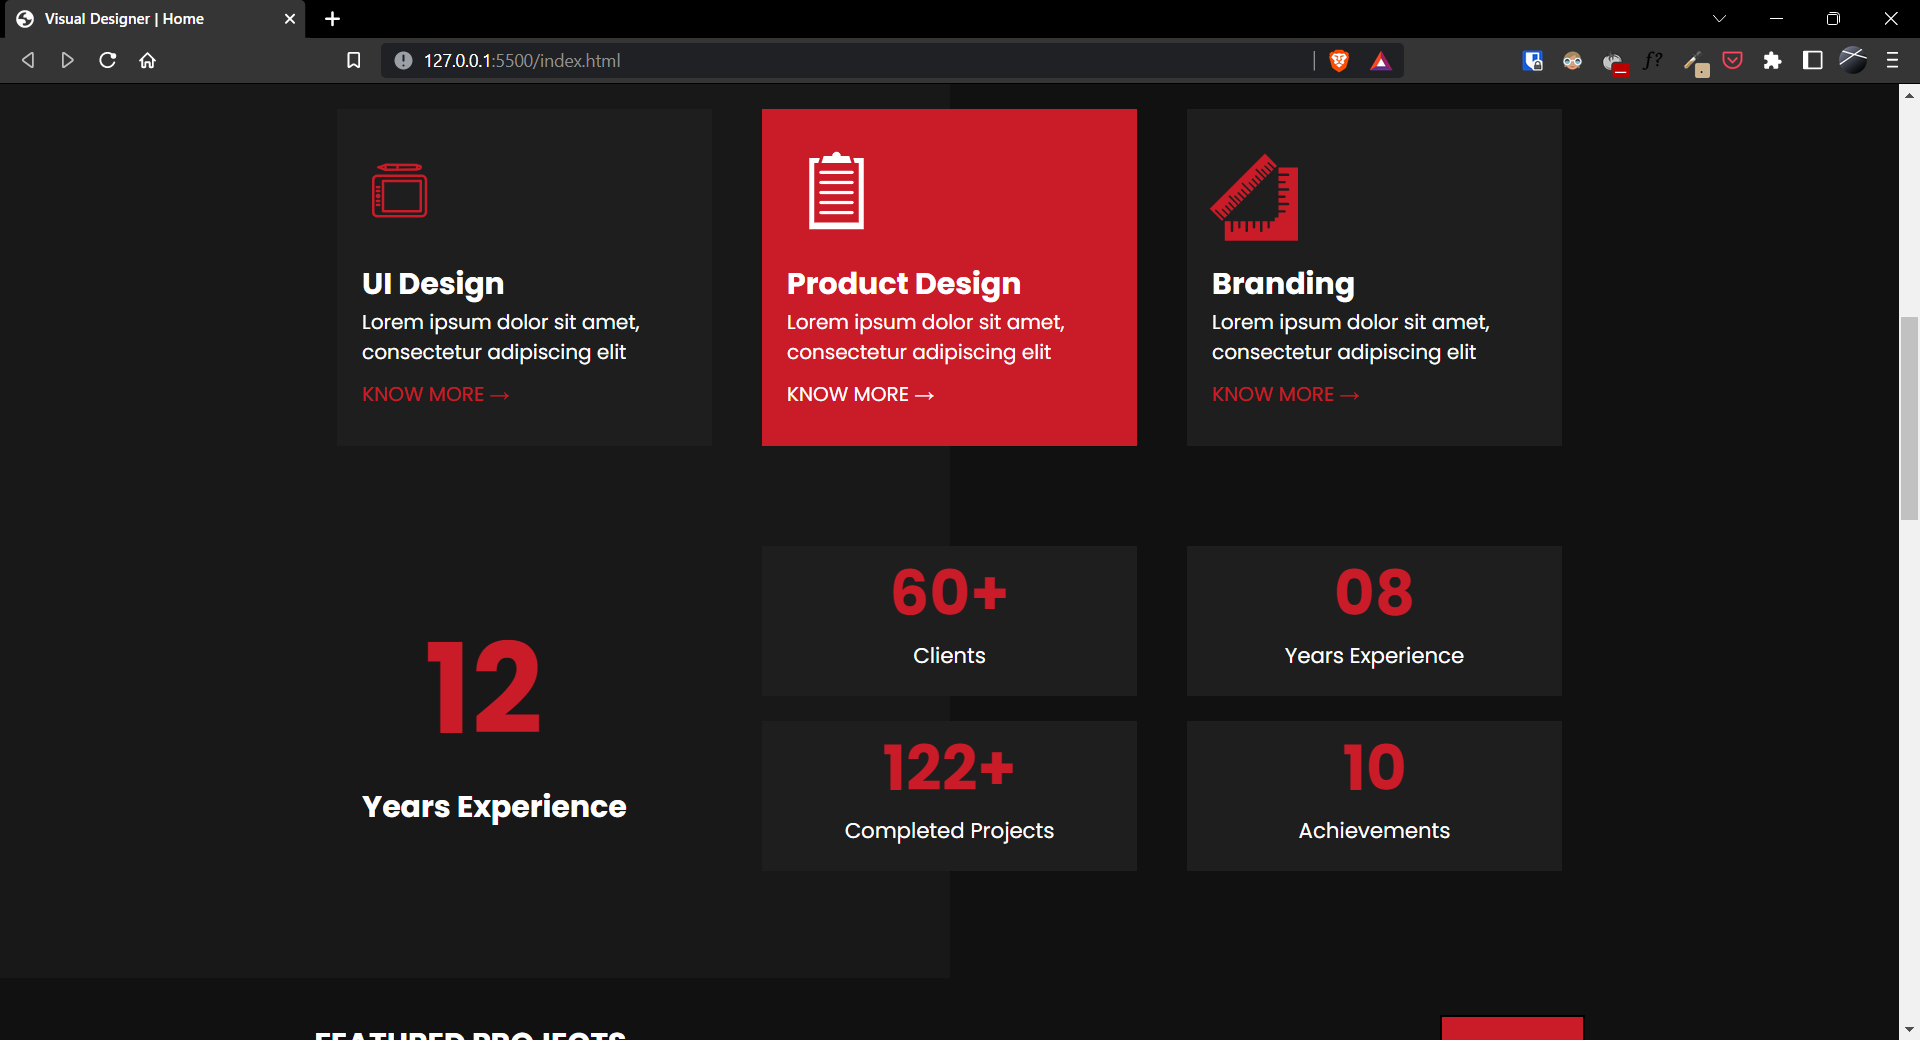 Visual Designer | Home
127.0.0.1:5500/index.html
f?
UI Design
Lorem ipsum dolor sit amet,
consectetur adipiscing elit
KNOW MORE →
Product Design
Lorem ipsum dolor sit amet,
consectetur adipiscing elit
KNOW MORE →
Branding
Lorem ipsum dolor sit amet,
consectetur adipiscing elit
KNOW MORE →
12
Years Experience
60+
Clients
08
Years Experience
122+
Completed Projects
10
Achievements
FEATURED PROJECTS